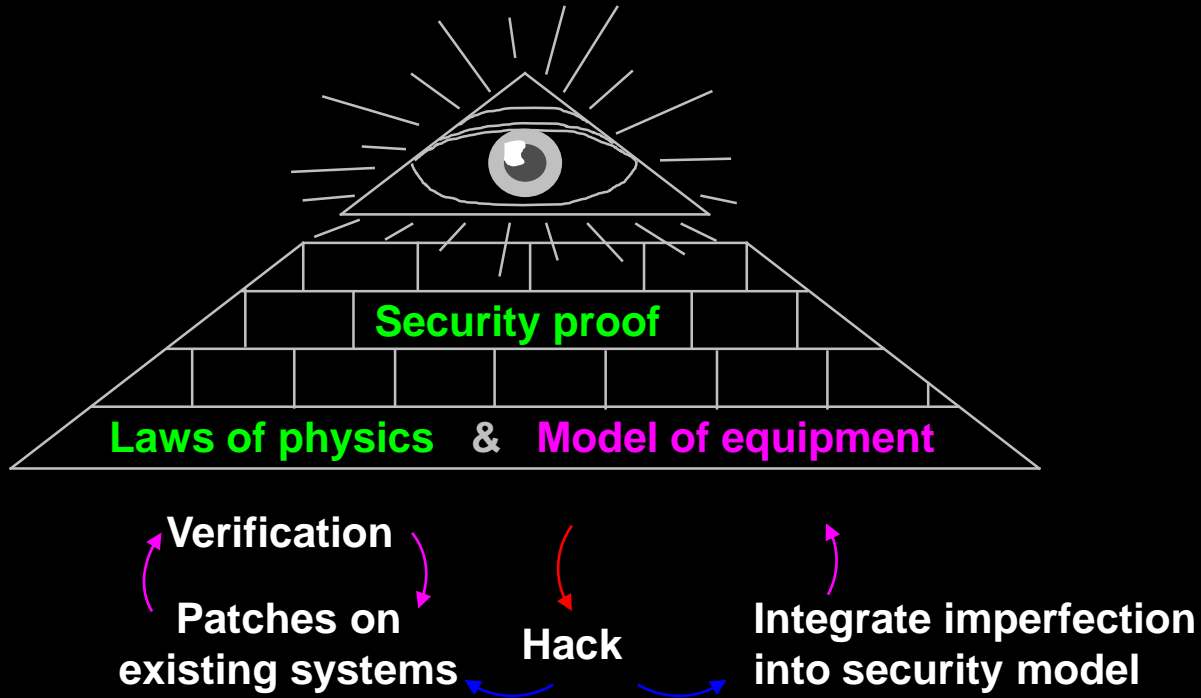 Security proof
Laws of physics & Model of equipment
Verification
Patches on
existing systems
Hack
Integrate imperfection
into security model